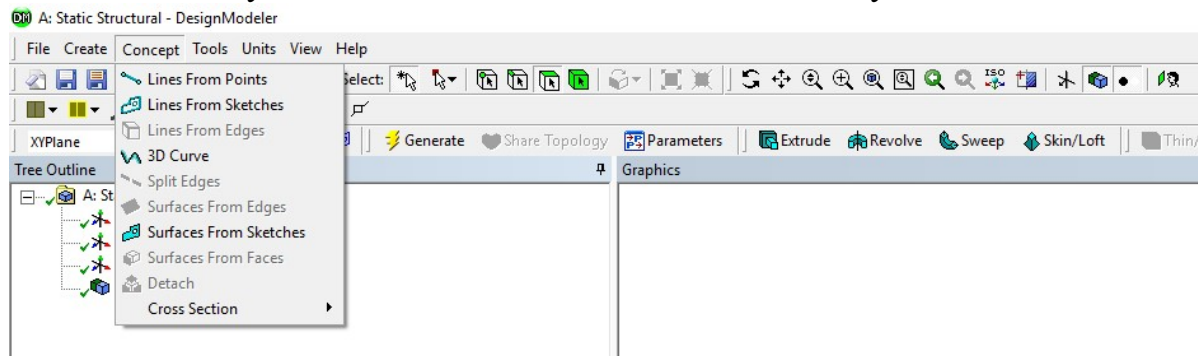 A: Static Structural - DesignModeler
File Create Concept Tools Units View Help
Select:
ISO
XYPlane Generate Share Topology Parameters Extrude Revolve Sweep Skin/Loft Thin/
Tree Outline Graphics
A: St
Lines From Points
Lines From Sketches
Lines From Edges
3D Curve
Split Edges
Surfaces From Edges
Surfaces From Sketches
Surfaces From Faces
Detach
Cross Section